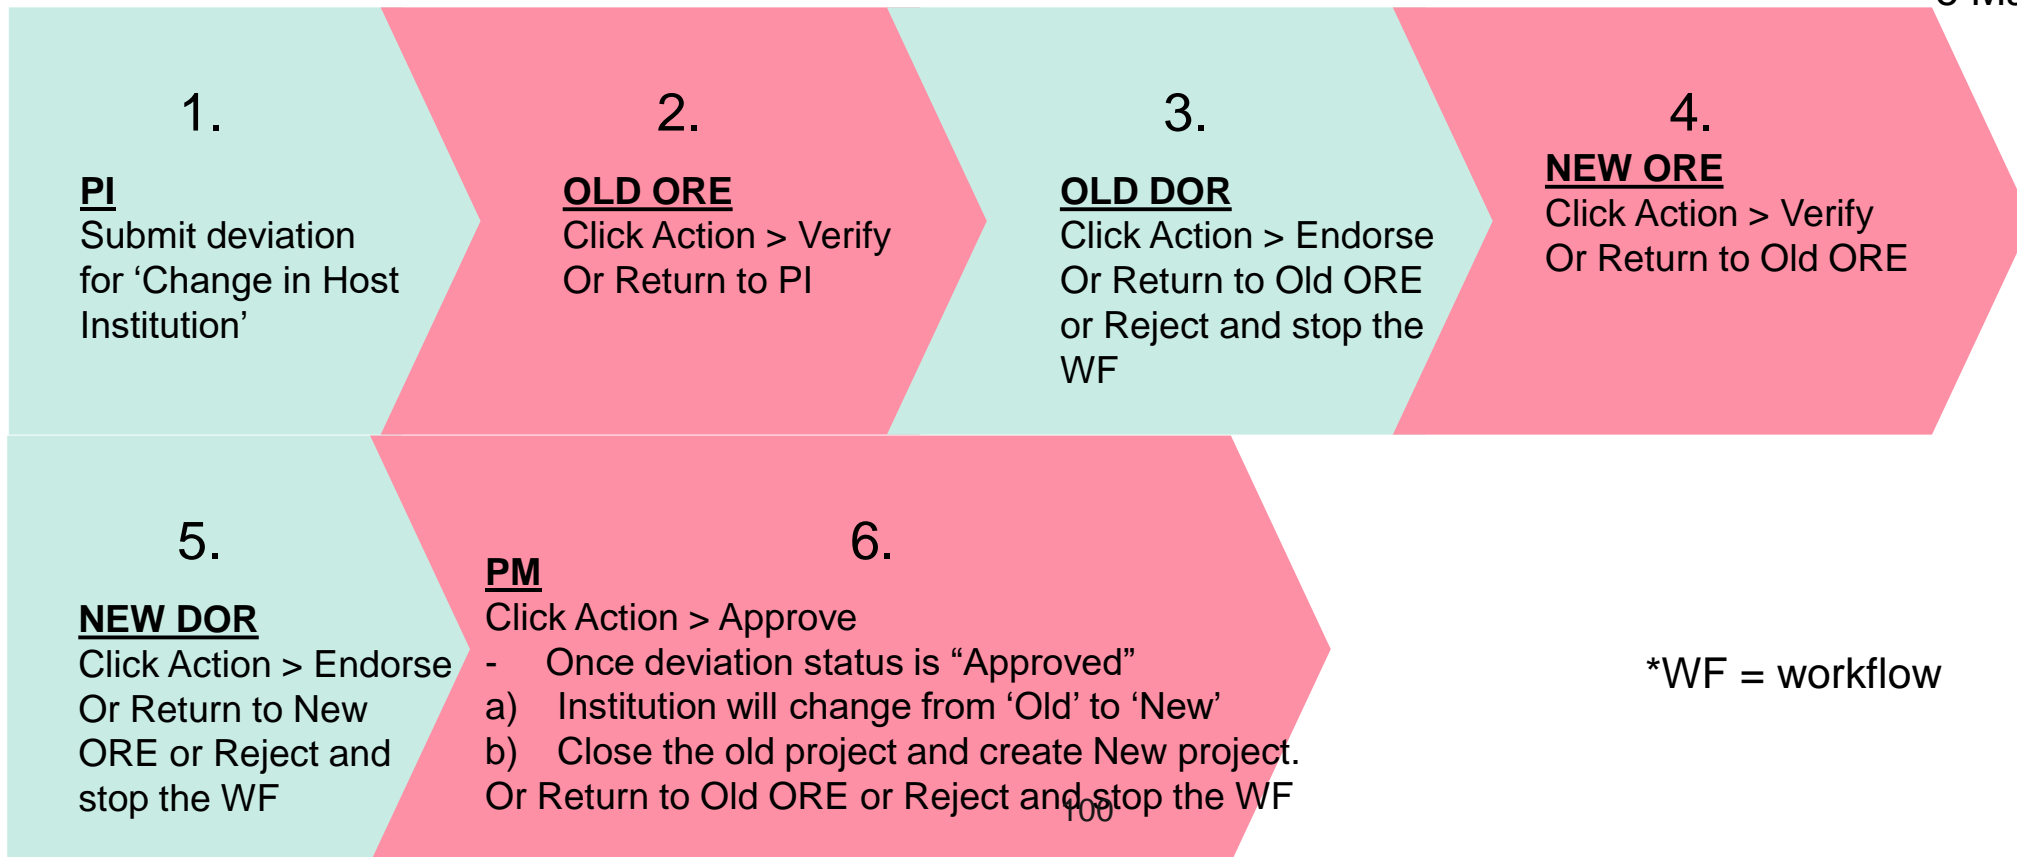 1.
PI
Submit deviation
for ‘Change in Host
Institution’
2.
OLD ORE
Click Action > Verify
Or Return to PI
3.
OLD DOR
Click Action > Endorse
Or Return to Old ORE
or Reject and stop the
WF
4.
NEW ORE
Click Action > Verify
Or Return to Old ORE
5.
NEW DOR
Click Action > Endorse
Or Return to New
ORE or Reject and
stop the WF
6.
PM
Click Action > Approve
- Once deviation status is “Approved”
a) Institution will change from ‘Old’ to ‘New’
b) Close the old project and create New project.
Or Return to Old ORE or Reject and stop the WF
100
*WF = workflow